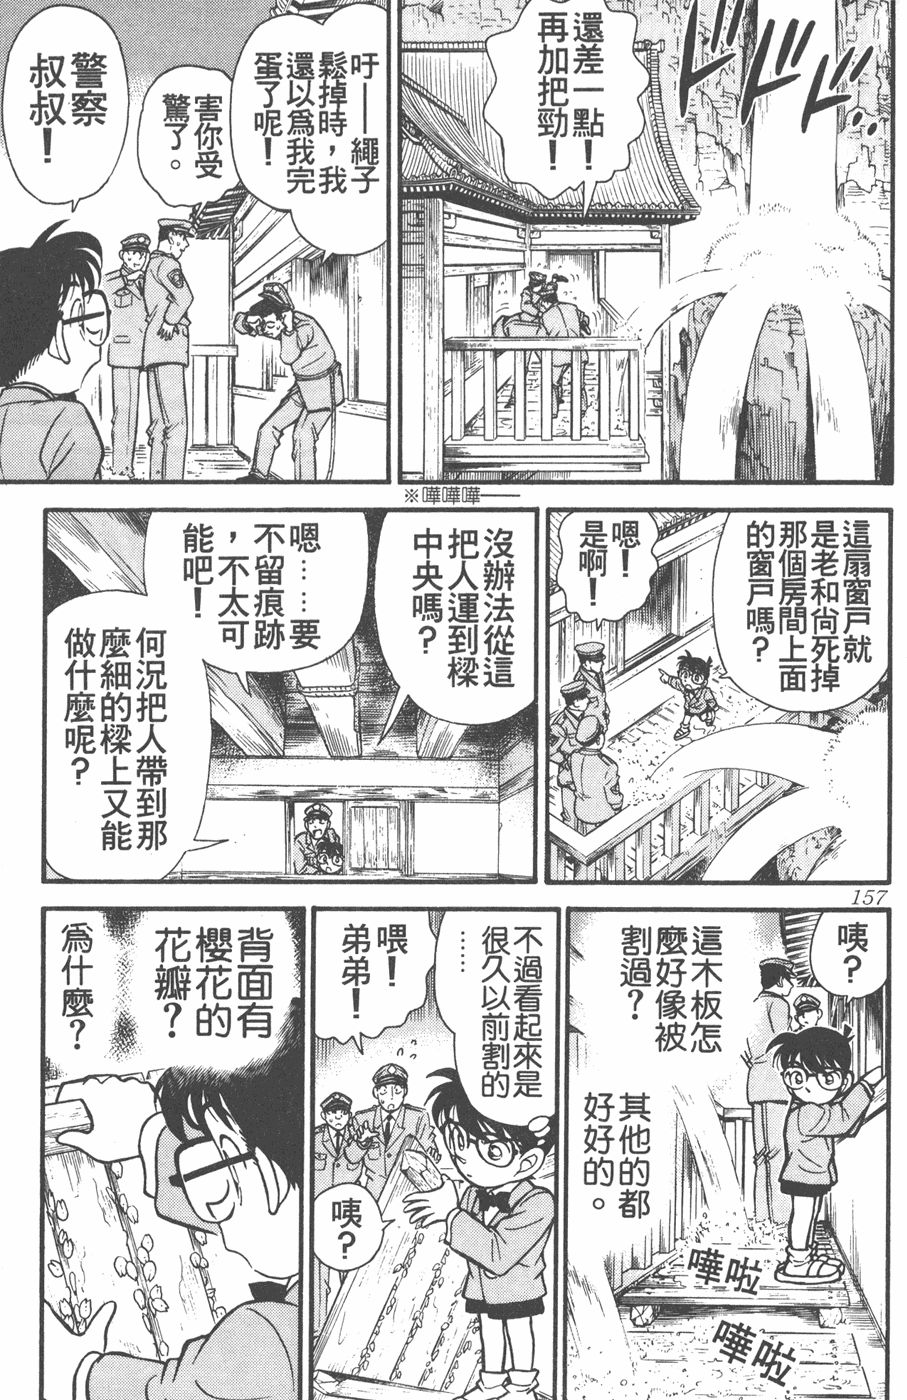 還差一點！
再加把勁！
※嘩嘩嘩——
吁——繩子
鬆掉時，我
還以為我完
蛋了呢！
害你受
驚了。
警察
叔叔！
這扇窗戶就
是老和尚死掉
那個房間上面
的窗戶嗎？
嗯！
是啊！
沒辦法從這
把人運到樑
中央嗎？
嗯……要
不留痕跡
，不太可
能吧！
何況把人帶到那
麼細的樑上又能
做什麼呢？
157
咦？
這木板怎
麼好像被
割過？
其他的都
好好的。
嘩啦
嘩啦
不過看起來是
很久以前割的
……
喂！
弟弟！
咦？
背面有
櫻花的
花瓣？
為什麼？